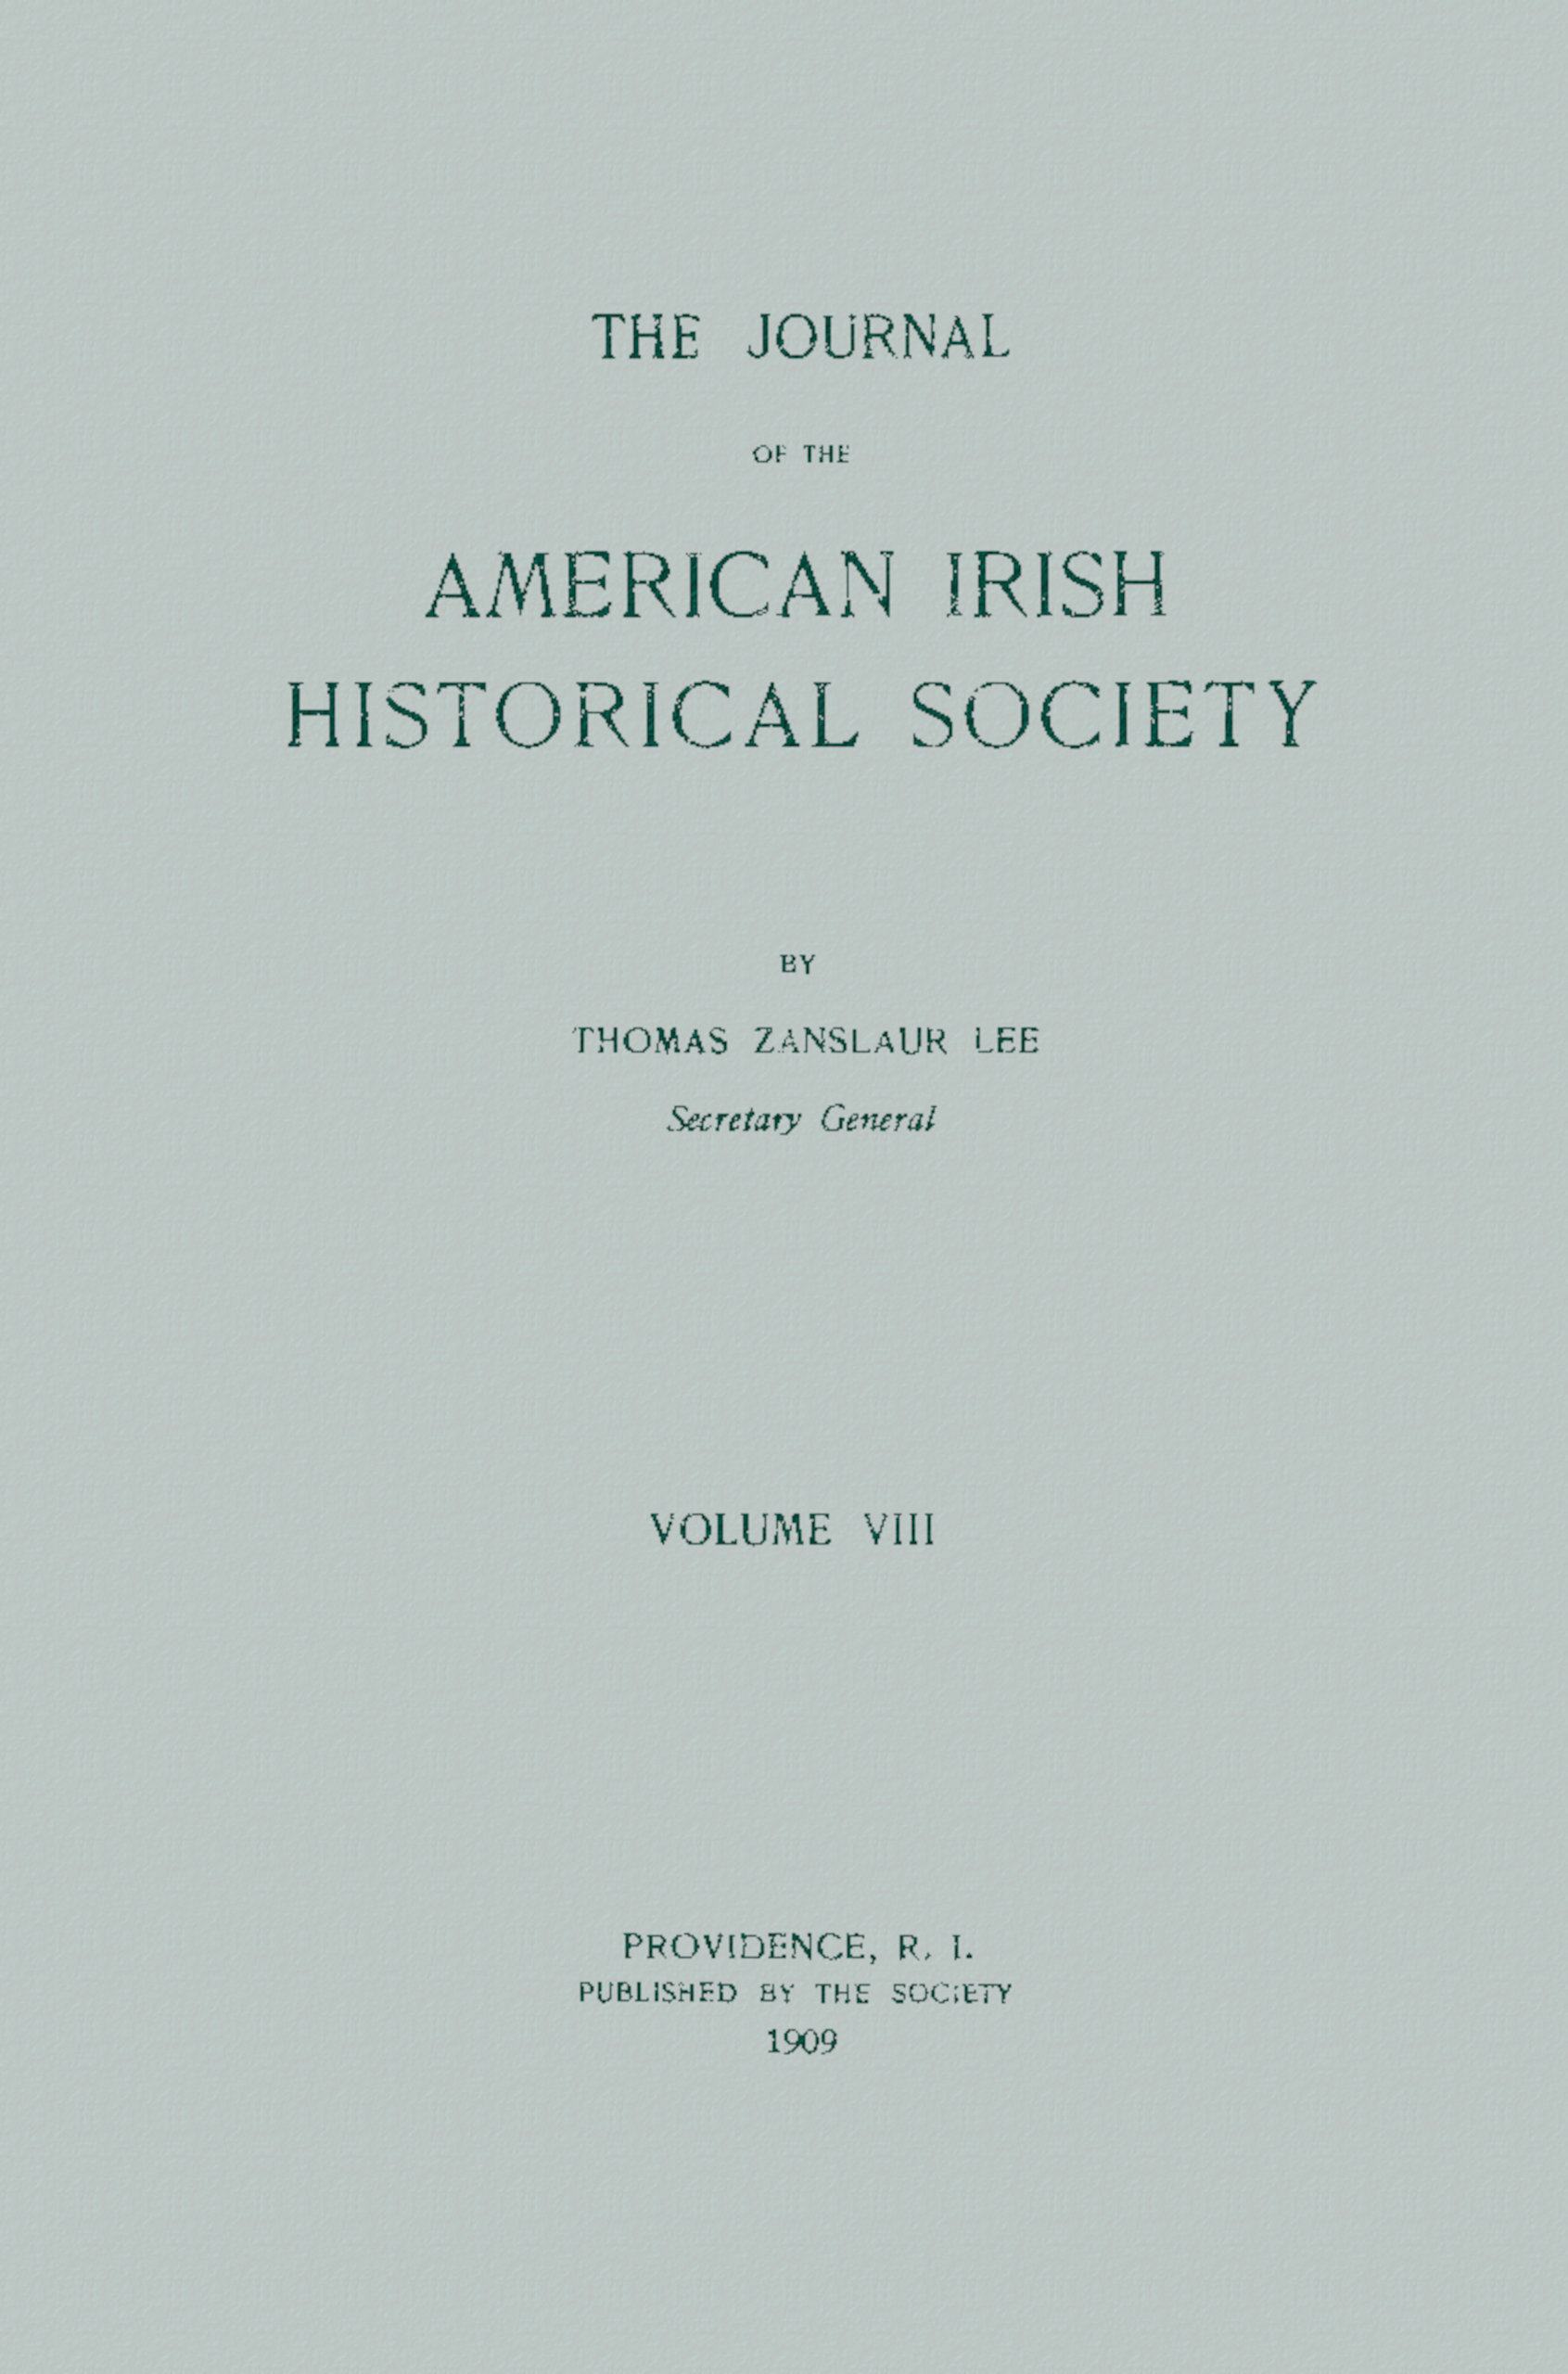 THE JOURNAL
OF THE
AMERICAN IRISH
HISTORICAL SOCIETY
BY
THOMAS ZANSLAUR LEE
Secretary General
VOLUME VIII
PROVIDENCE, R. I.
PUBLISHED BY THE SOCIETY
1909